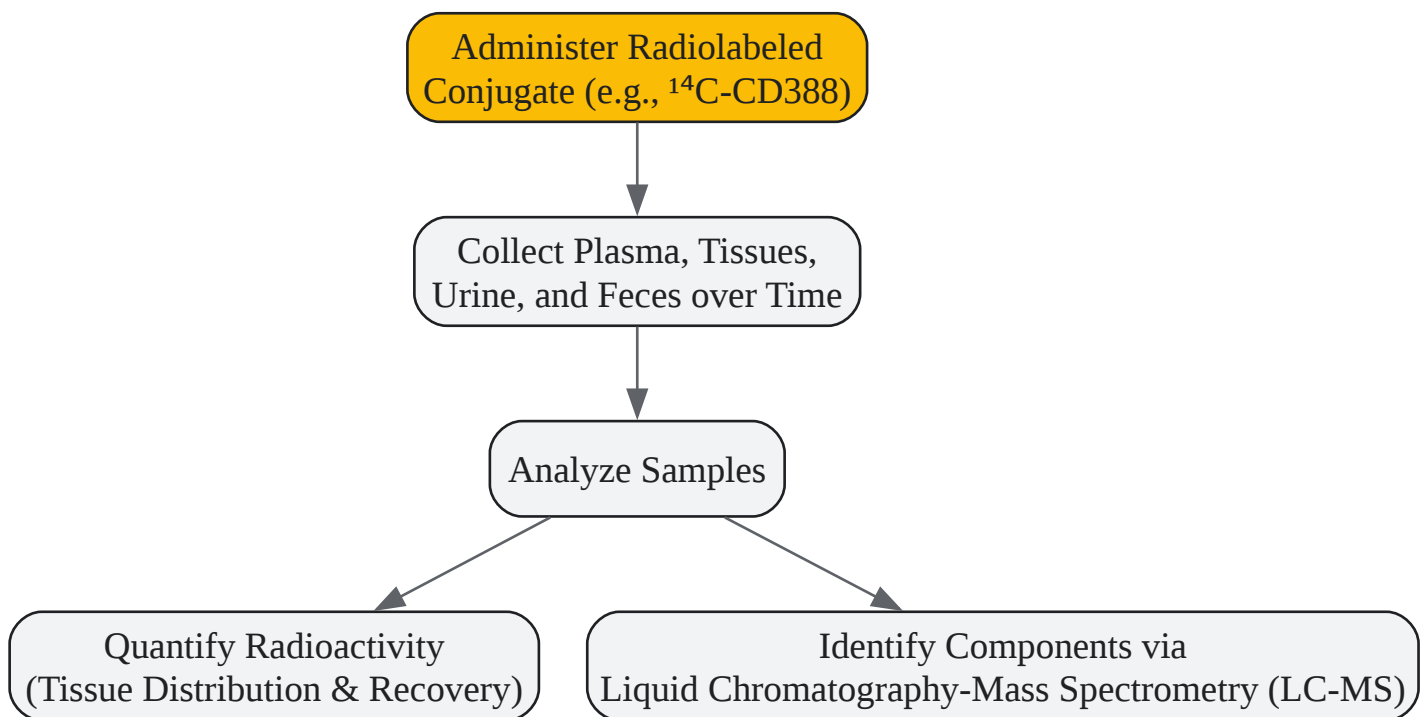 Administer Radiolabeled
Conjugate (e.g., ¹⁴C-CD388)
Collect Plasma, Tissues,
Urine, and Feces over Time
Analyze Samples
Quantify Radioactivity
(Tissue Distribution & Recovery)
Identify Components via
Liquid Chromatography-Mass Spectrometry (LC-MS)